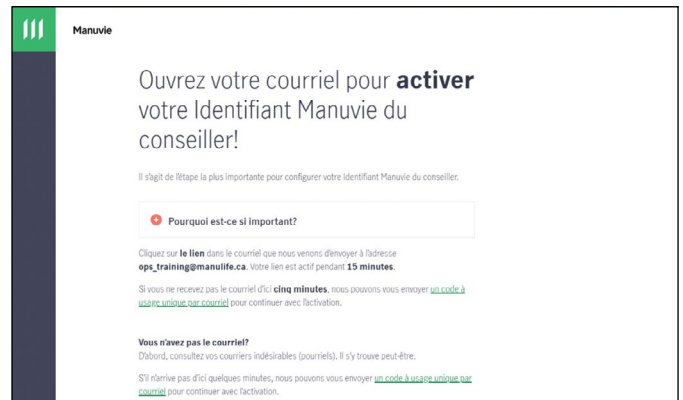 Manuvie
Ouvrez votre courriel pour activer
votre Identifiant Manuvie du
conseiller!
Il s'agit de l'étape la plus importante pour configurer votre Identifiant Manuvie du conseiller.
Pourquoi est-ce si important?
Cliquez sur le lien dans le courriel que nous venons d'envoyer à l'adresse
ops_training@manulife.ca. Votre lien est actif pendant 15 minutes.
Si vous ne recevez pas le courriel d'ici cinq minutes, nous pouvons vous envoyer un code à
usage unique par courriel pour continuer avec l'activation.
Vous n'avez pas le courriel?
D'abord, consultez vos courriers indésirables (pourriels). Il s'y trouve peut-être.
S'il n'arrive pas d'ici quelques minutes, nous pouvons vous envoyer un code à usage unique par
courriel pour continuer avec l'activation.